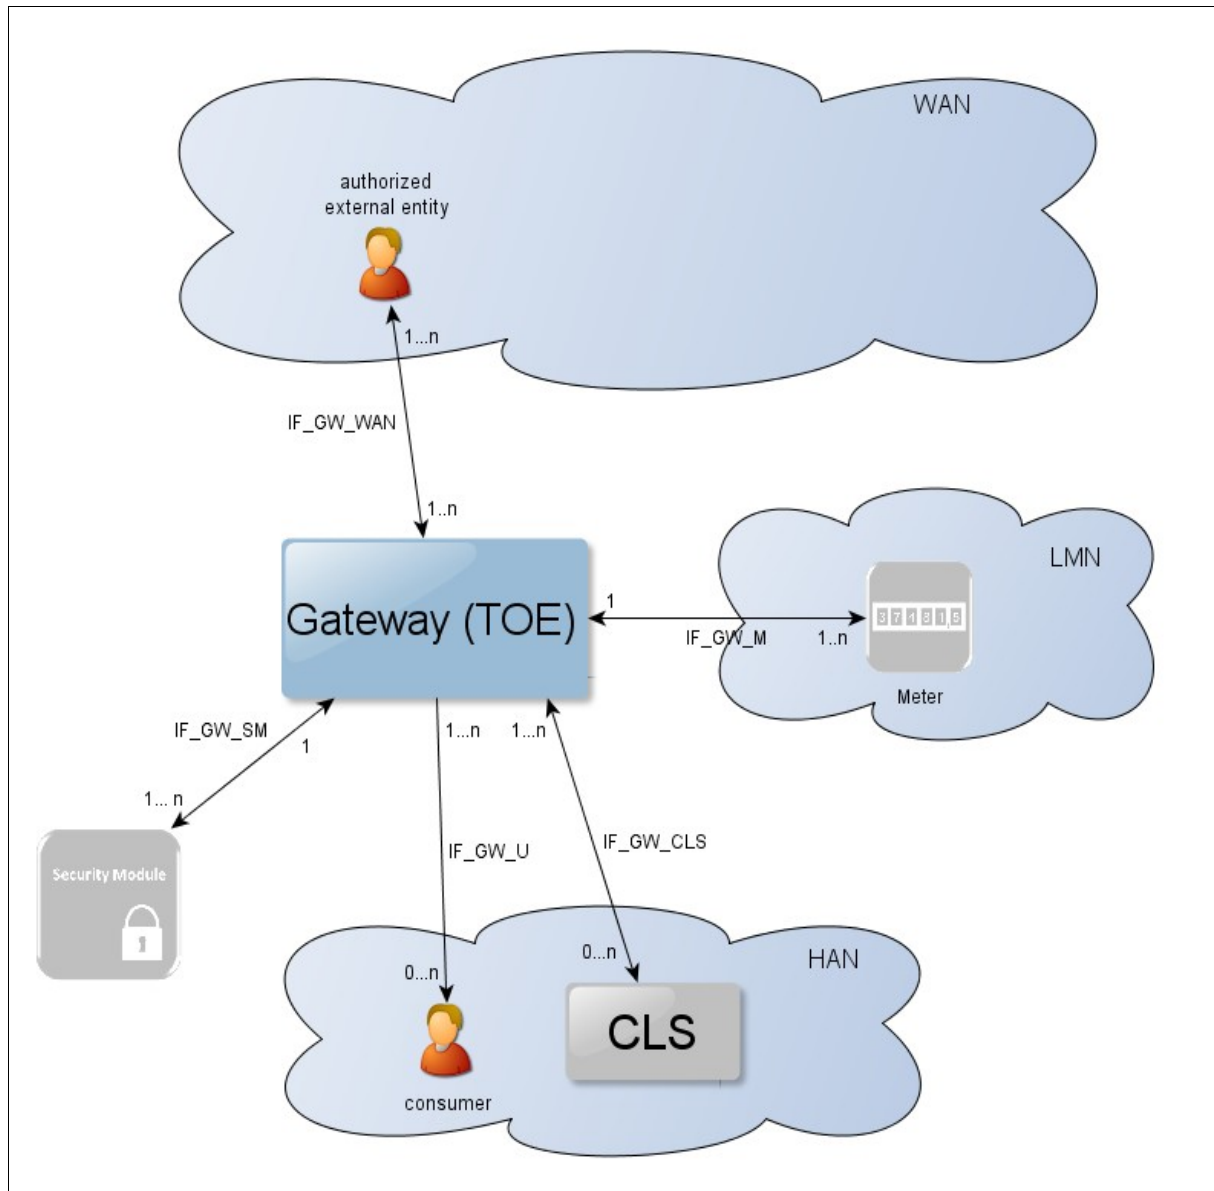 WAN
authorized
external entity
1...n
IF_GW_WAN
1..n
LMN
Gateway (TOE)
1
IF_GW_M
1..n
371815
Meter
IF_GW_SM
1
1...n
1...n
1... n
IF_GW_U
IF_GW_CLS
Security Module
0...n
0...n
HAN
CLS
consumer